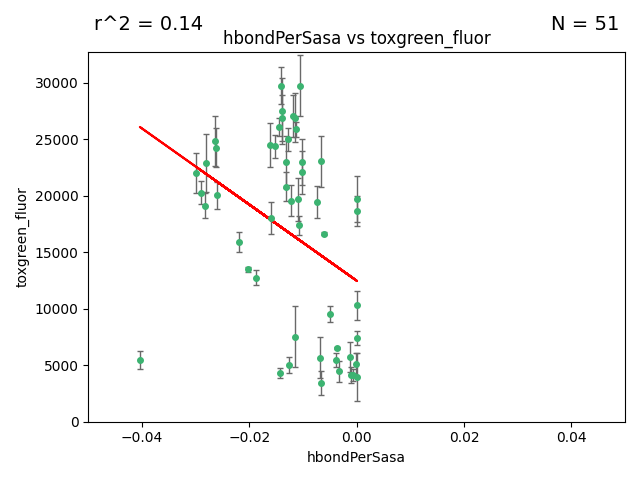 r^2 = 0.14
N = 51
hbondPerSasa vs toxgreen_fluor
30000
25000
20000
15000
10000
5000
0
toxgreen_fluor
−0.04
−0.02
0.00
0.02
0.04
hbondPerSasa